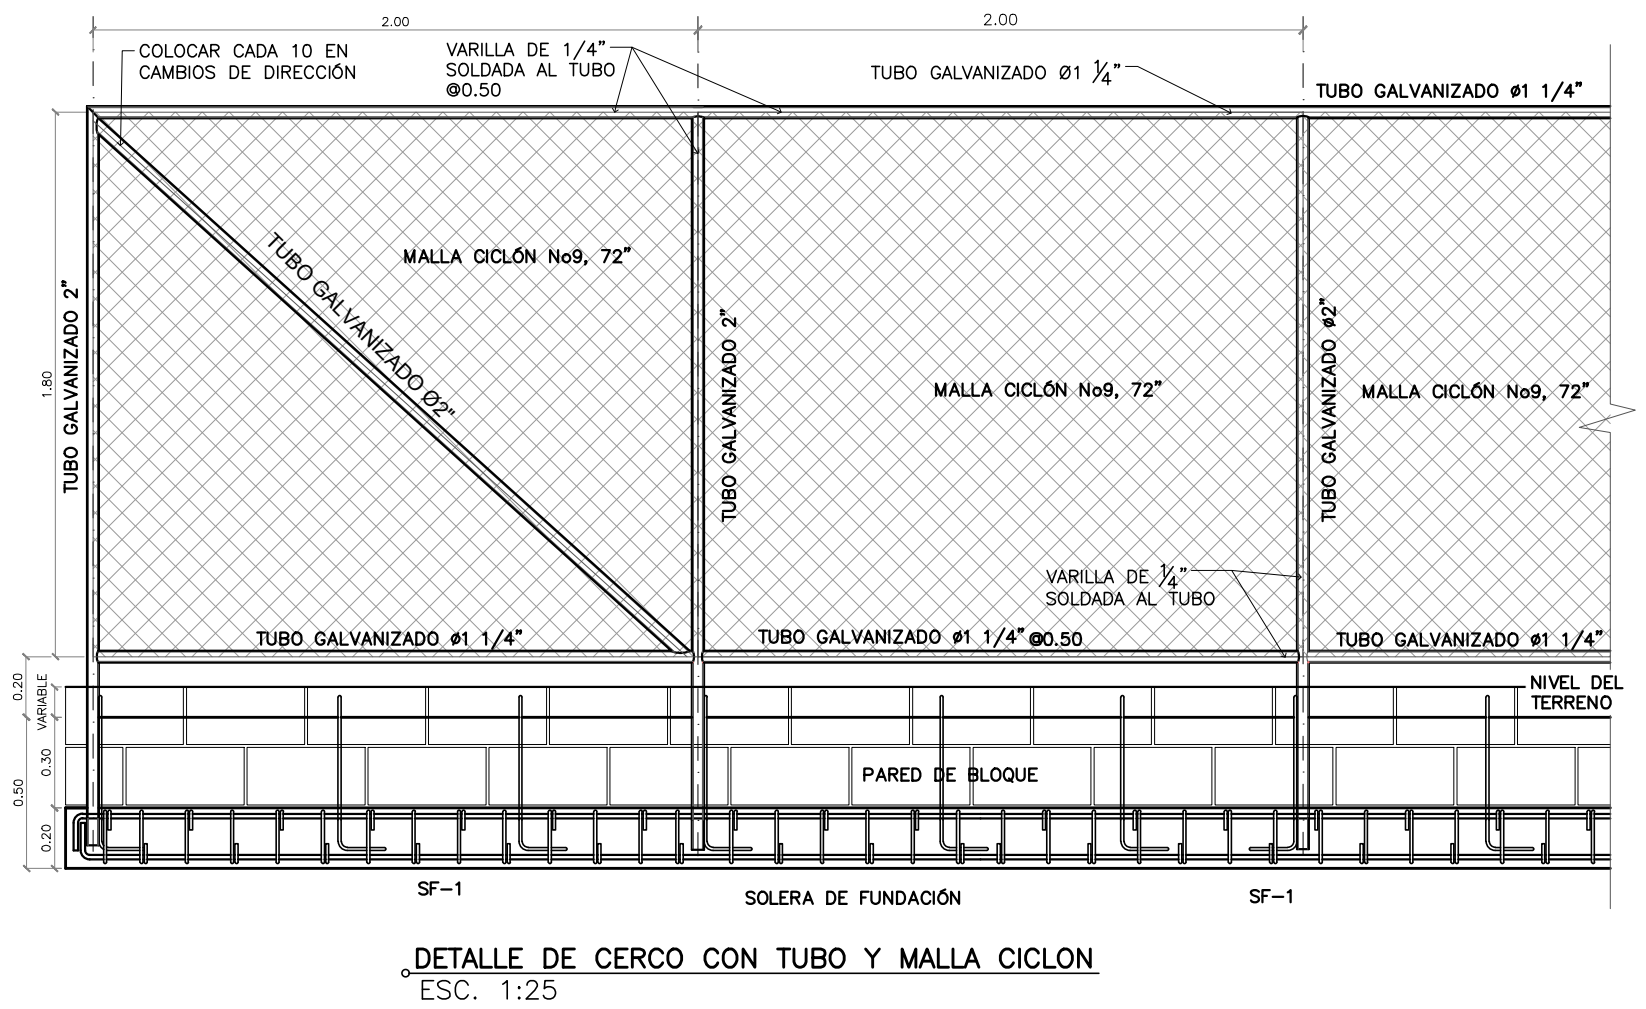 2.00
2.00
COLOCAR CADA 10 EN
CAMBIOS DE DIRECCIÓN
VARILLA DE 1/4”
SOLDADA AL TUBO
@0.50
TUBO GALVANIZADO Ø1 1/4”
TUBO GALVANIZADO ø1 1/4”
TUBO GALVANIZADO 2”
1.80
TUBO GALVANIZADO Ø2"
MALLA CICLÓN No9, 72”
TUBO GALVANIZADO 2”
MALLA CICLÓN No9, 72”
TUBO GALVANIZADO ø2”
MALLA CICLÓN No9, 72”
VARILLA DE 1/4”
SOLDADA AL TUBO
TUBO GALVANIZADO ø1 1/4”
TUBO GALVANIZADO ø1 1/4” @0.50
TUBO GALVANIZADO ø1 1/4”
0.20
VARIABLE
NIVEL DEL
TERRENO
0.30
0.50
0.20
PARED DE BLOQUE
SF-1
SOLERA DE FUNDACIÓN
SF-1
DETALLE DE CERCO CON TUBO Y MALLA CICLON
ESC. 1:25